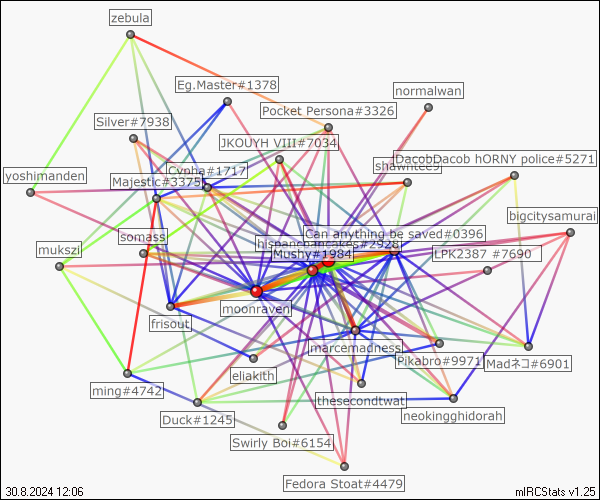 zebula
Eg.Master#1378
normalwan
Pocket Persona#3326
Silver#7938
JKOUYH VIII#7034
DacobDacob hORNY police#5271
shawntee9
Cypha#1717
yoshimanden
Majestic#3375
bigcitysamurai
Can anything be saved#0396
somass
hispanchancakes#2928
mukszi
Mushy#1984
LPK2387 #7690
moonraven
frisout
marcemadness
Pikabro#9971
Madネコ#6901
eliakith
ming#4742
thesecondtwat
neokingghidorah
Duck#1245
Swirly Boi#6154
Fedora Stoat#4479
30.8.2024 12:06
mIRCStats v1.25